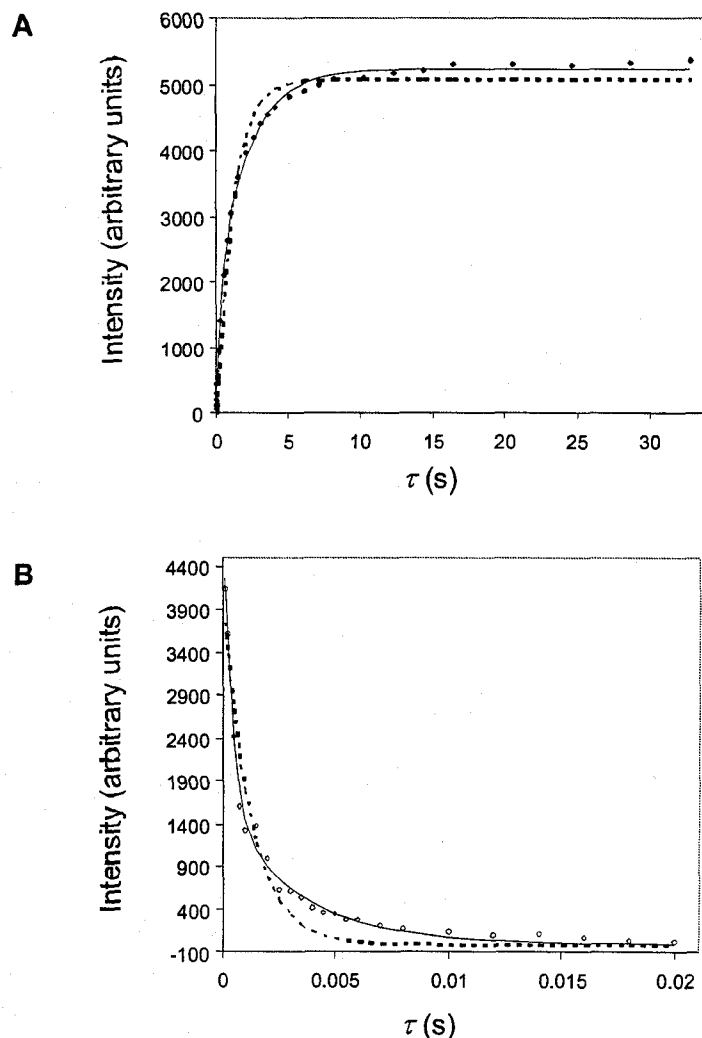 A
Intensity (arbitrary units)
6000
5000
4000
3000
2000
1000
0
0 5 10 15 20 25 30
τ (s)
B
Intensity (arbitrary units)
4400
3900
3400
2900
2400
1900
1400
900
400
-100
0 0.005 0.01 0.015 0.02
τ (s)